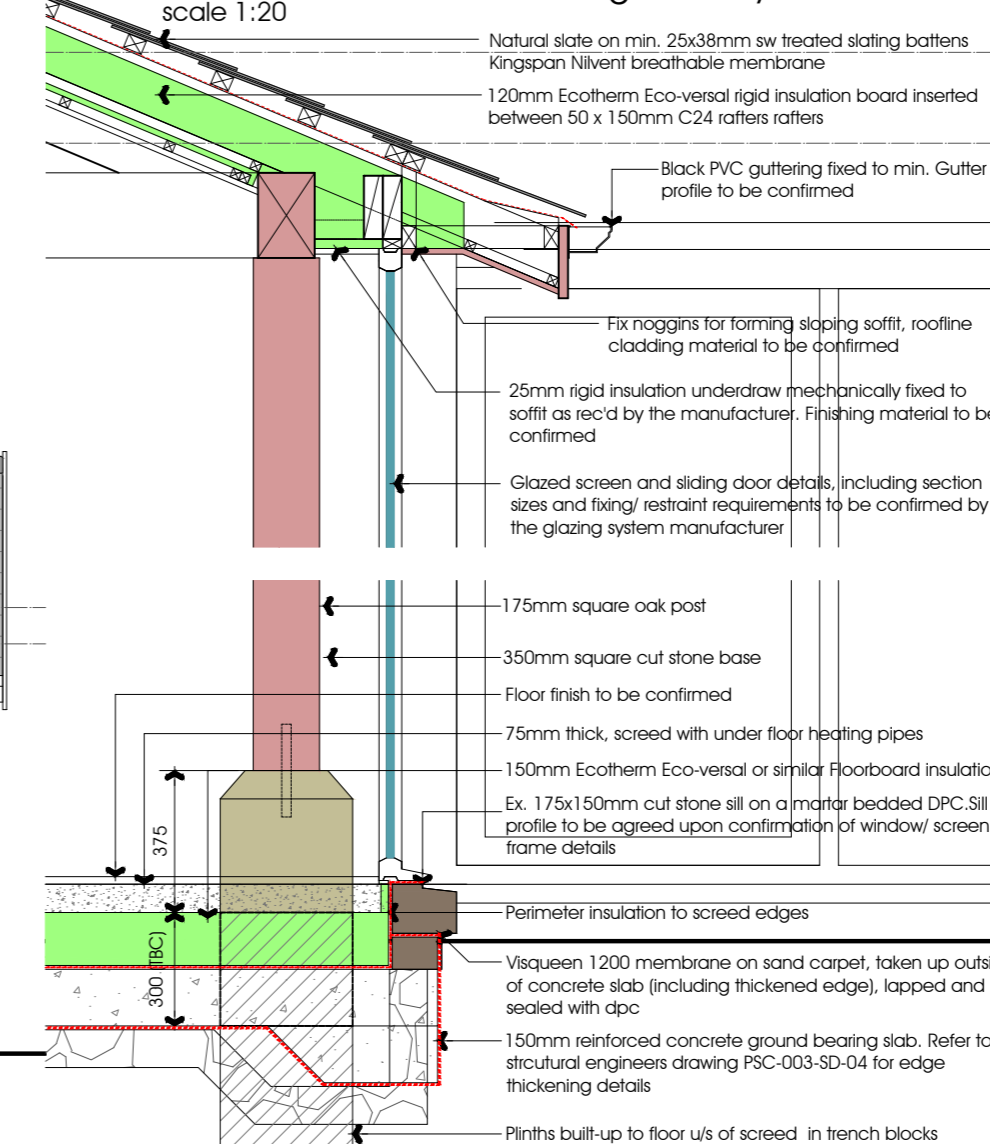 scale 1:20
Natural slate on min. 25x38mm sw treated slating battens
Kingspan Nilvent breathable membrane
120mm Ecotherm Eco-versal rigid insulation board inserted
between 50 x 150mm C24 rafters rafters
Black PVC guttering fixed to min. Gutter
profile to be confirmed
Fix noggins for forming sloping soffit, roofline
cladding material to be confirmed
25mm rigid insulation underdraw mechanically fixed to
soffit as rec'd by the manufacturer. Finishing material to be
confirmed
Glazed screen and sliding door details, including section
sizes and fixing/ restraint requirements to be confirmed by
the glazing system manufacturer
175mm square oak post
350mm square cut stone base
Floor finish to be confirmed
75mm thick, screed with under floor heating pipes
150mm Ecotherm Eco-versal or similar Floorboard insulatio
Ex. 175x150mm cut stone sill on a martar bedded DPC.Sill
profile to be agreed upon confirmation of window/ screen
frame details
375
Perimeter insulation to screed edges
300 (TBC)
Visqueen 1200 membrane on sand carpet, taken up outsi
of concrete slab (including thickened edge), lapped and
sealed with dpc
150mm reinforced concrete ground bearing slab. Refer to
strcutural engineers drawing PSC-003-SD-04 for edge
thickening details
Plinths built-up to floor u/s of screed in trench blocks